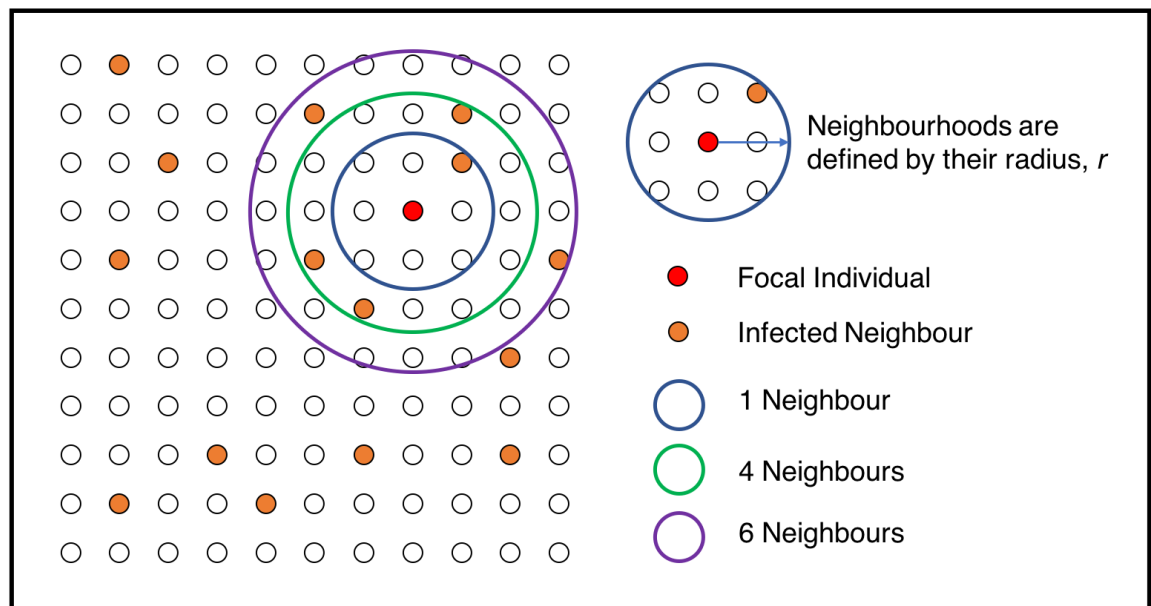 Neighbourhoods are
defined by their radius, r
Focal Individual
Infected Neighbour
1 Neighbour
4 Neighbours
6 Neighbours